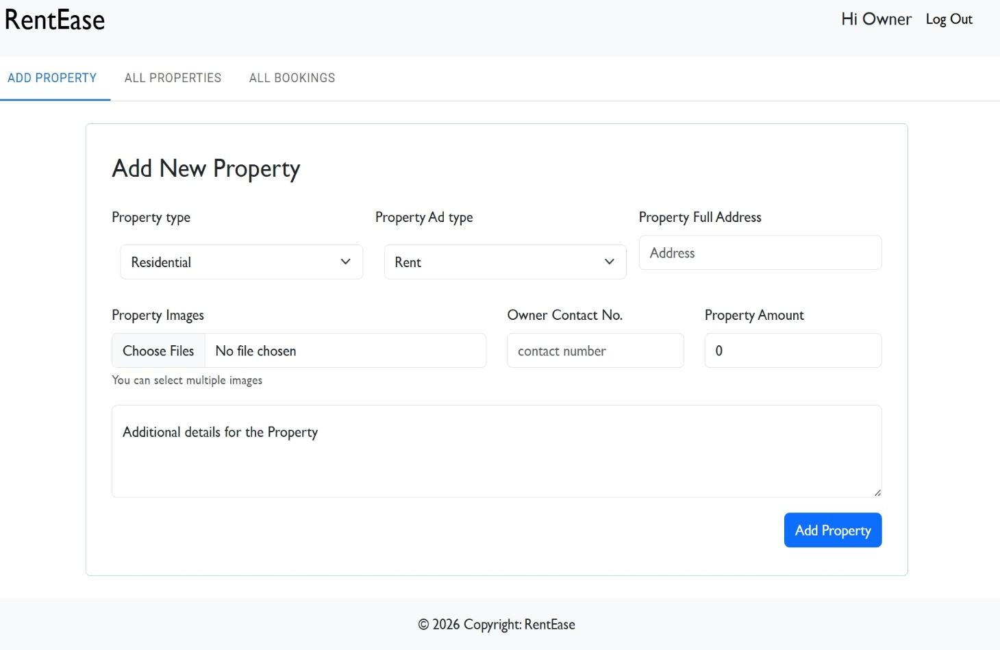 RentEase
Hi Owner Log Out
ADD PROPERTY ALL PROPERTIES ALL BOOKINGS
Add New Property
Property type Property Ad type Property Full Address
Residential Rent Address
Property Images Owner Contact No. Property Amount
Choose Files No file chosen contact number 0
You can select multiple images
Additional details for the Property
Add Property
© 2026 Copyright: RentEase